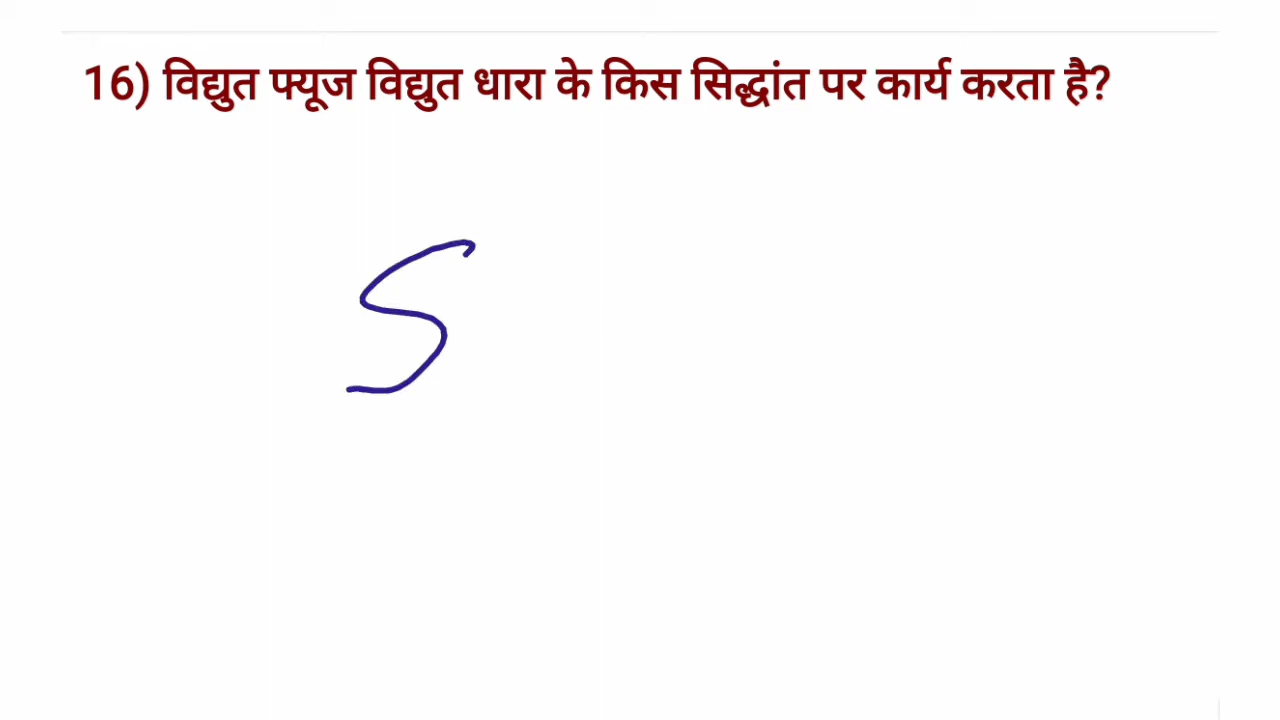 16) विद्युत फ्यूज विद्युत धारा के किस सिद्धांत पर कार्य करता है?
S